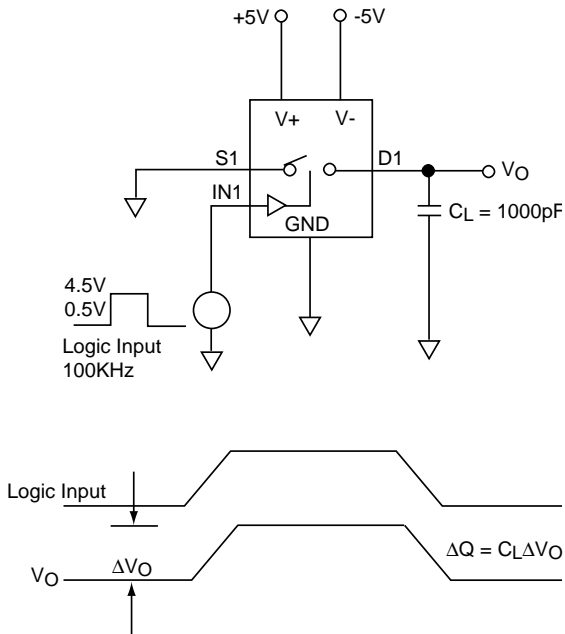 +5V -5V
V+ V-
S1 D1 VO
IN1
GND CL = 1000pF
4.5V
0.5V
Logic Input
100KHz
Logic Input
ΔQ = CLΔVO
VO ΔVO